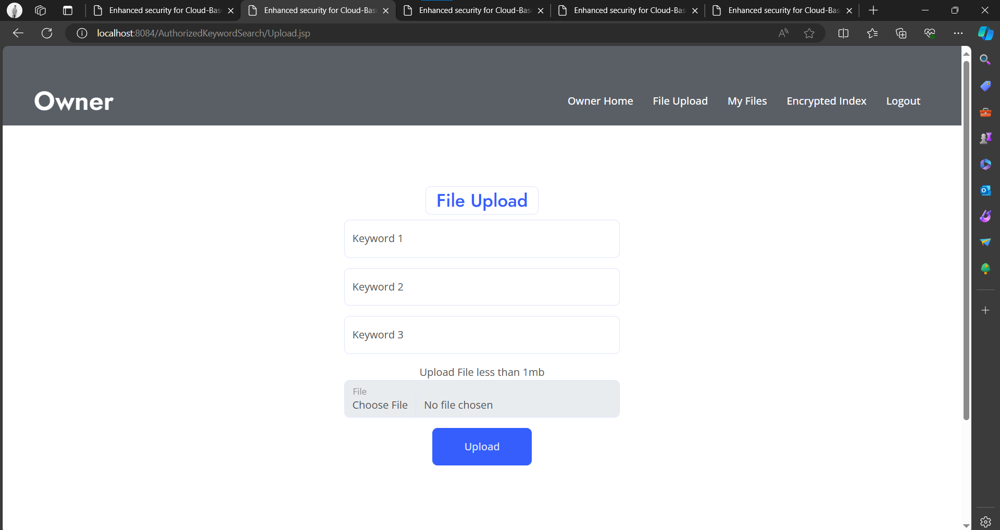 Enhanced security for Cloud-Bas
Enhanced security for Cloud-Bas
Enhanced security for Cloud-Bas
Enhanced security for Cloud-Bas
Enhanced security for Cloud-Bas
localhost:8084/AuthorizedKeywordSearch/Upload.jsp
Owner
Owner Home File Upload My Files Encrypted Index Logout
File Upload
Keyword 1
Keyword 2
Keyword 3
Upload File less than 1mb
File
Choose File No file chosen
Upload